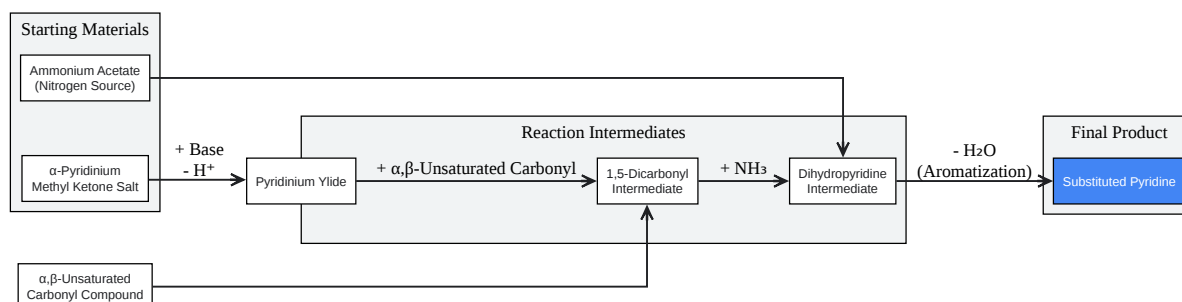 Starting Materials
Ammonium Acetate
(Nitrogen Source)
α-Pyridinium
Methyl Ketone Salt
+ Base
- H⁺
Pyridinium Ylide
Reaction Intermediates
+ α,β-Unsaturated Carbonyl
1,5-Dicarbonyl
Intermediate
+ NH₃
Dihydropyridine
Intermediate
- H₂O
(Aromatization)
Final Product
Substituted Pyridine
α,β-Unsaturated
Carbonyl Compound